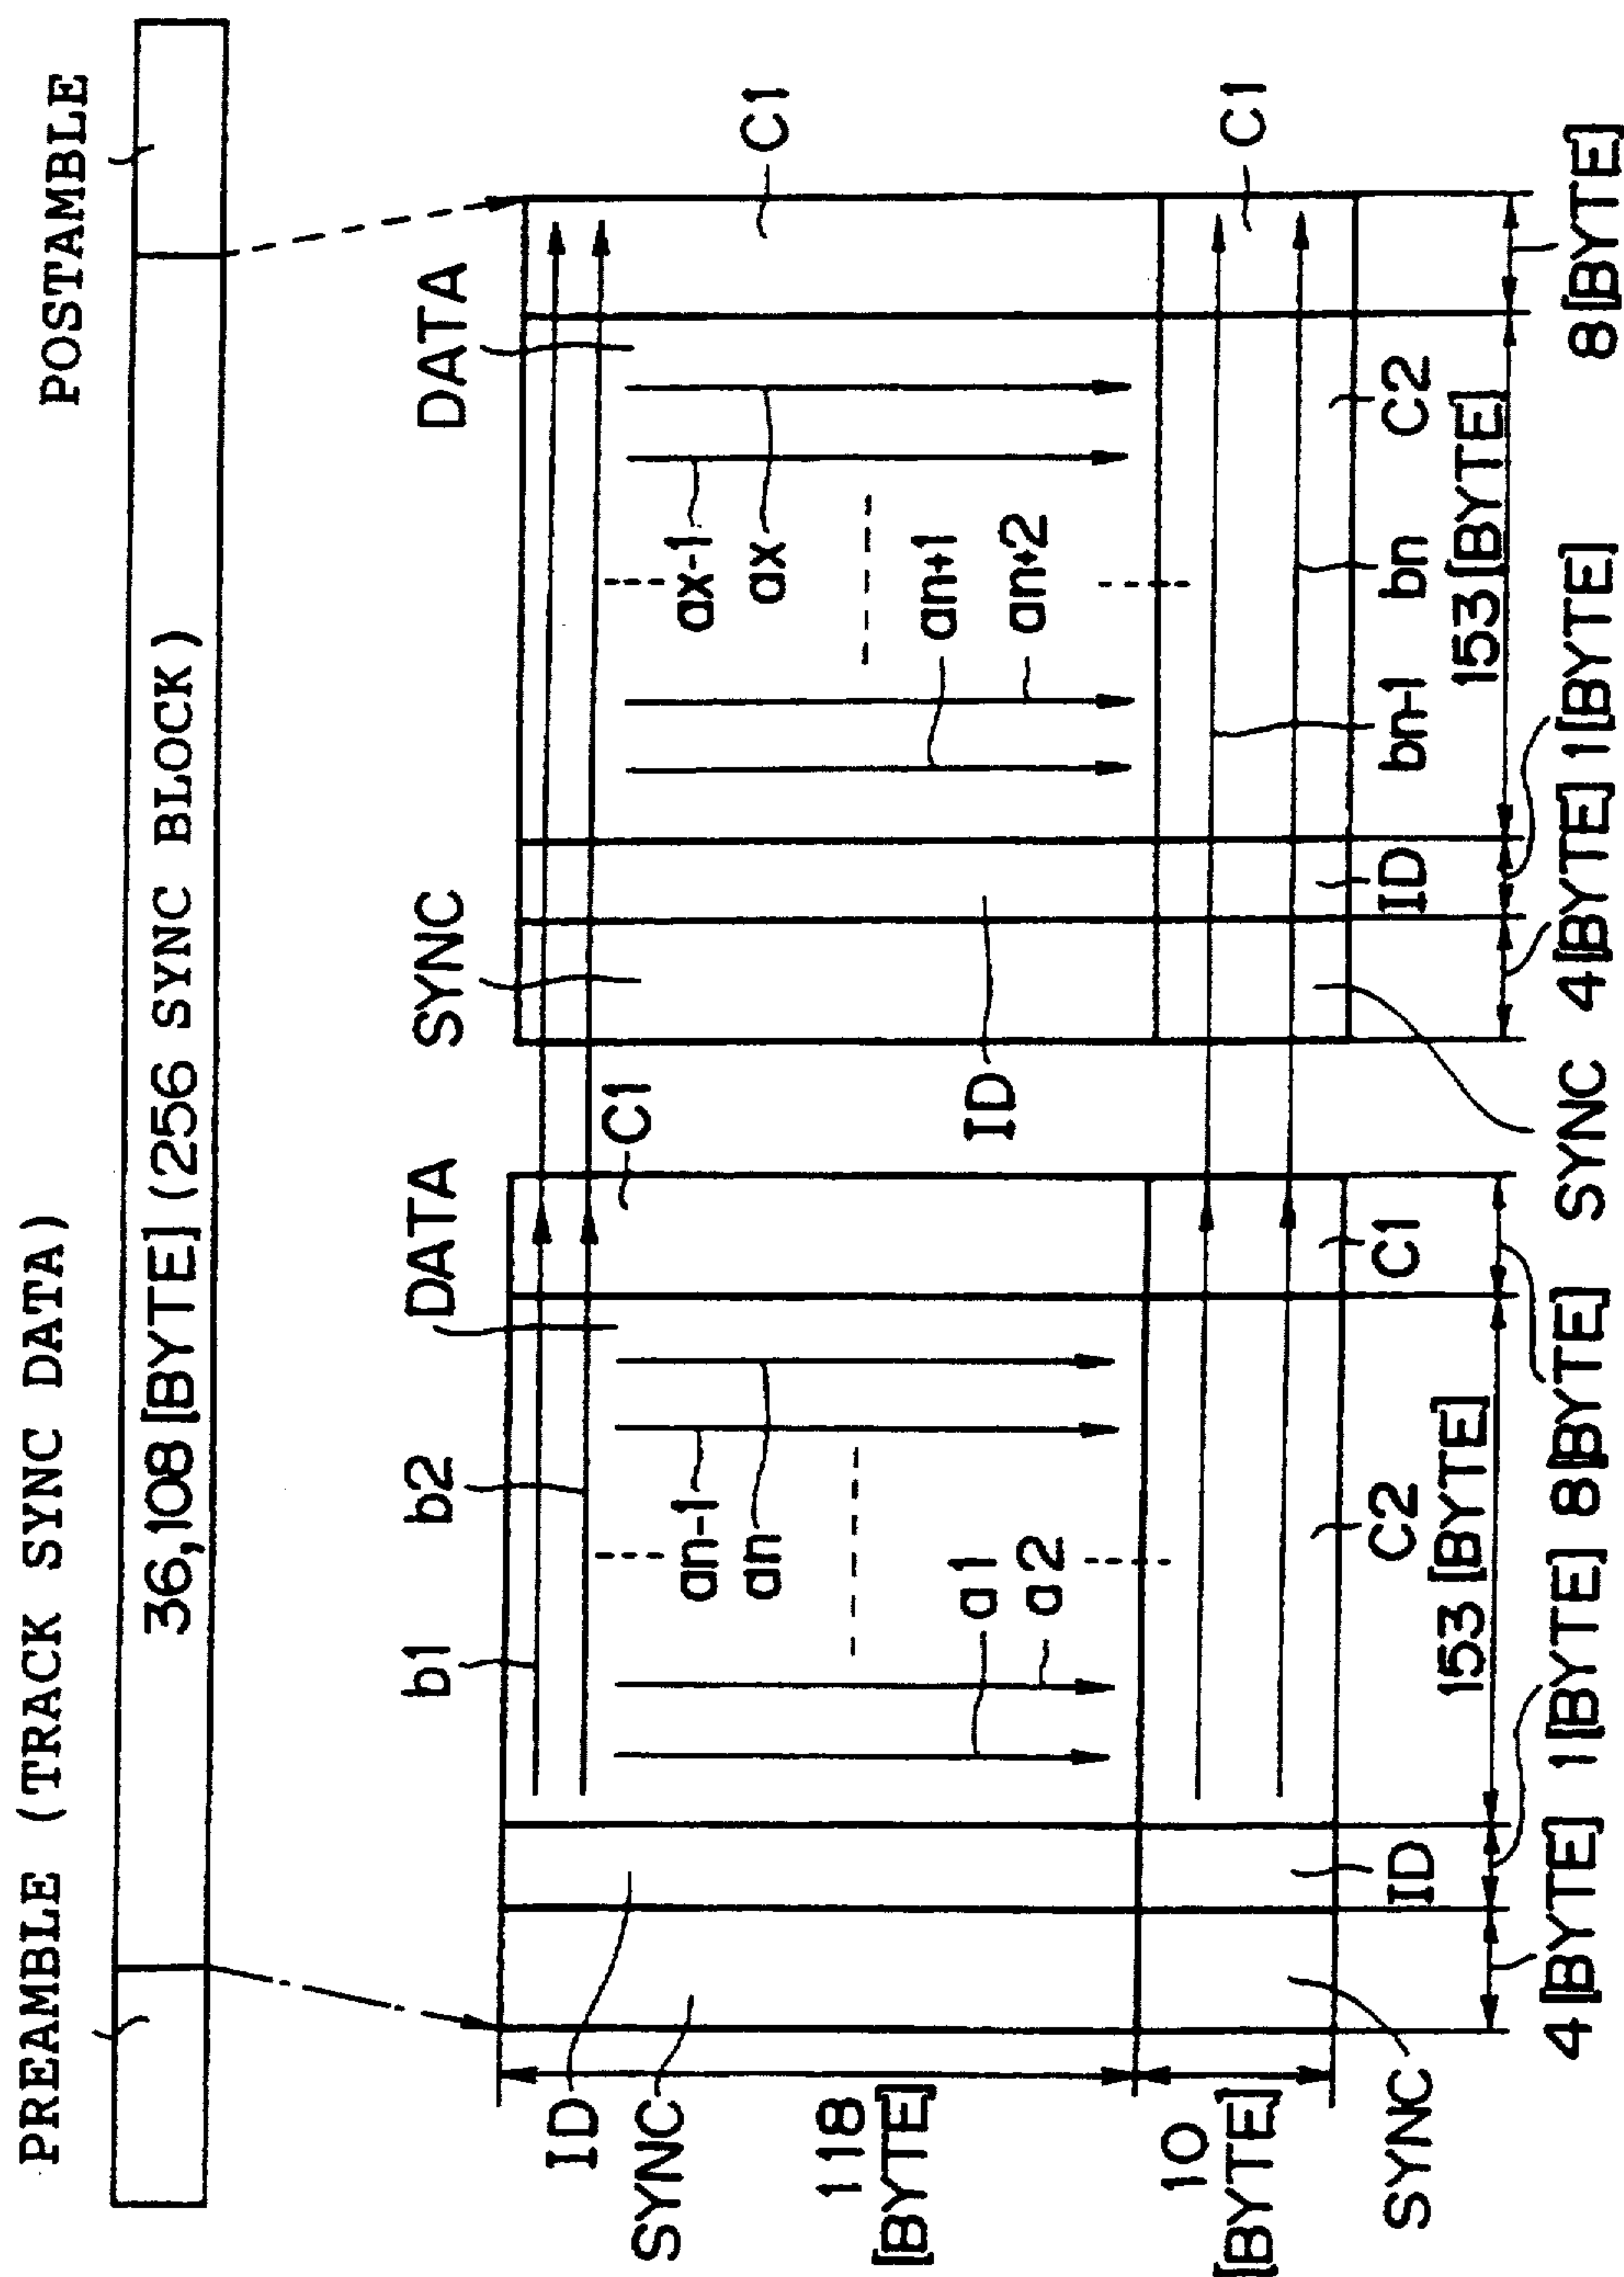 PREAMBLE (TRACK SYNC DATA)
POSTAMBLE
36,108 [BYTE] (256 SYNC BLOCK)
b1
b2
DATA
SYNC
DATA
ID
SYNC
C1
C1
an-1
an
a1
a2
ax-1
ax
an+1
an+2
ID
118
[BYTE]
10
[BYTE]
SYNC
ID
C2
C1
bn-1
bn
ID
C2
C1
153 [BYTE]
153 [BYTE]
4 [BYTE]
1 [BYTE]
8 [BYTE]
SYNC
4 [BYTE]
1 [BYTE]
8 [BYTE]